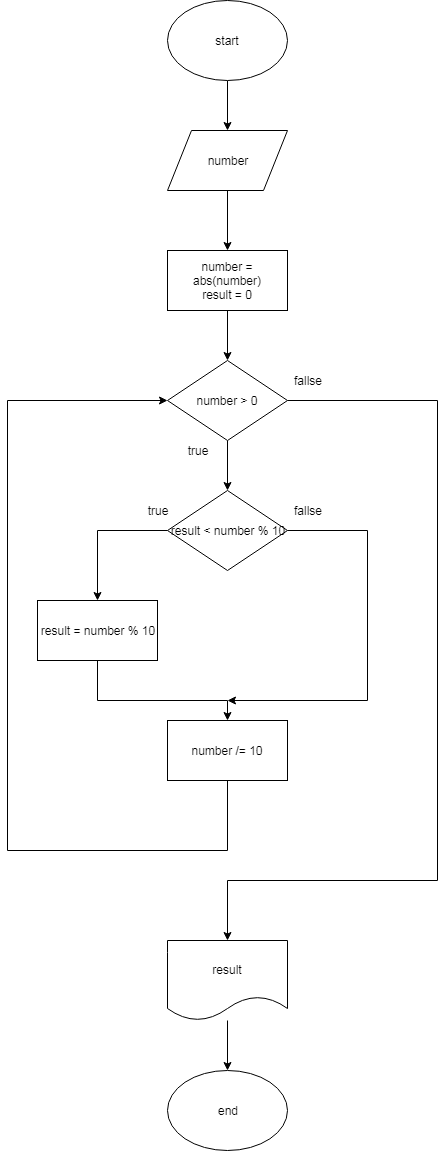 start
number
number =
abs(number)
result = 0
fallse
number > 0
true
true
fallse
result < number % 10
result = number % 10
number /= 10
result
end